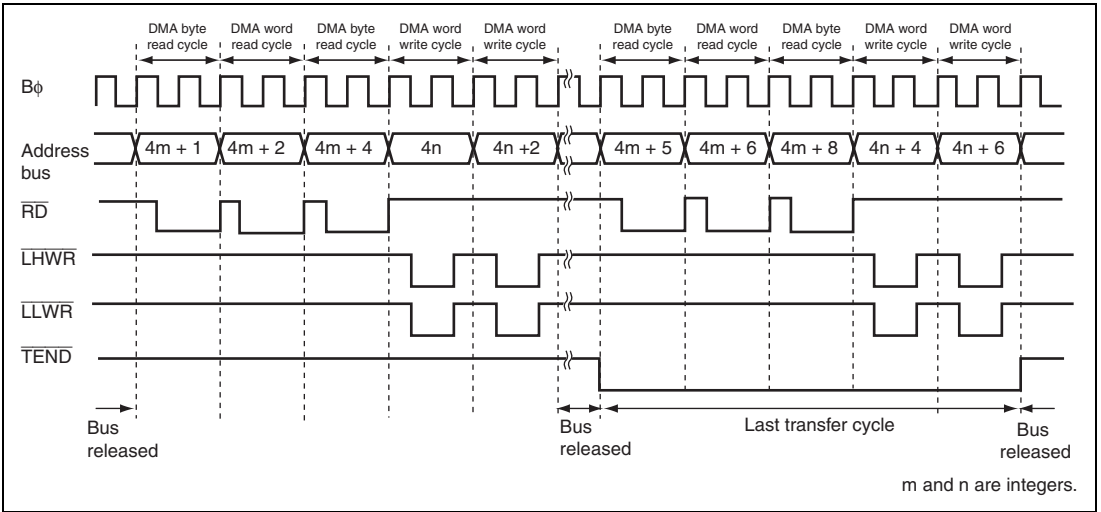 DMA byte read cycle
DMA word read cycle
DMA byte read cycle
DMA word write cycle
DMA word write cycle
DMA byte read cycle
DMA word read cycle
DMA byte read cycle
DMA word write cycle
DMA word write cycle
Bφ
Address bus
4m + 1
4m + 2
4m + 4
4n
4n +2
4m + 5
4m + 6
4m + 8
4n + 4
4n + 6
RD
LHWR
LLWR
TEND
Bus released
Bus released
Last transfer cycle
Bus released
m and n are integers.